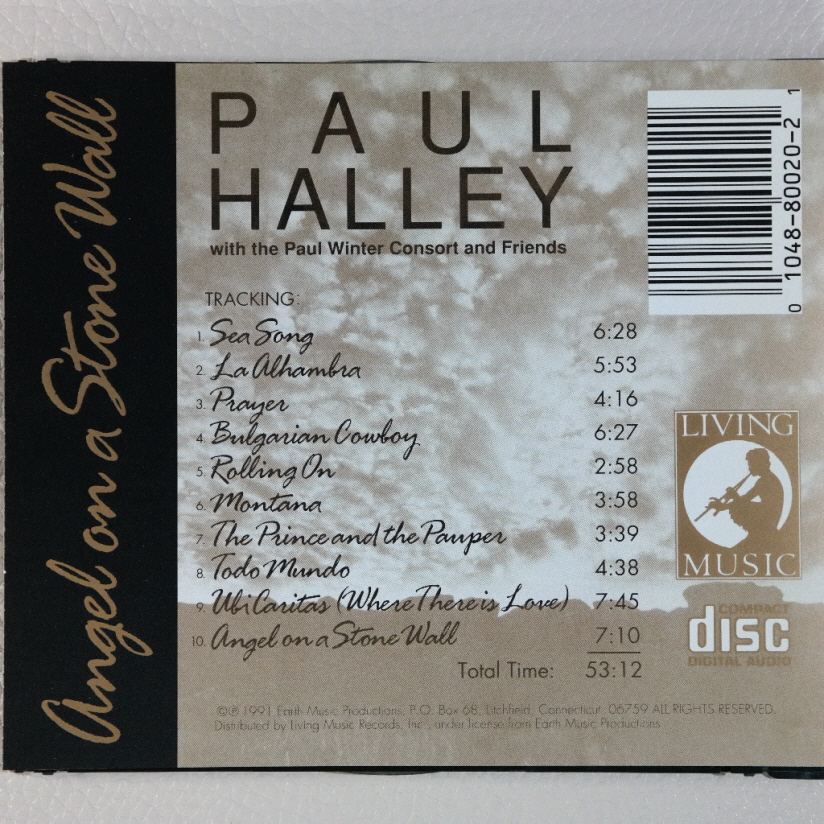 Angel on a Stone Wall
PAUL
HALLEY
with the Paul Winter Consort and Friends
0 1048-80020-2 1
TRACKING:
1. Sea Song 6:28
2. La Alhambra 5:53
3. Prayer 4:16
4. Bulgarian Cowboy 6:27
5. Rolling On 2:58
6. Montana 3:58
7. The Prince and the Pauper 3:39
8. Todo Mundo 4:38
9. Ubi Caritas (Where There is Love) 7:45
10. Angel on a Stone Wall 7:10
Total Time: 53:12
LIVING
MUSIC
COMPACT
disc
DIGITAL AUDIO
©℗ 1991 Earth Music Productions, P.O. Box 68, Litchfield, Connecticut, 06759 ALL RIGHTS RESERVED.
Distributed by Living Music Records, Inc., under license from Earth Music Productions